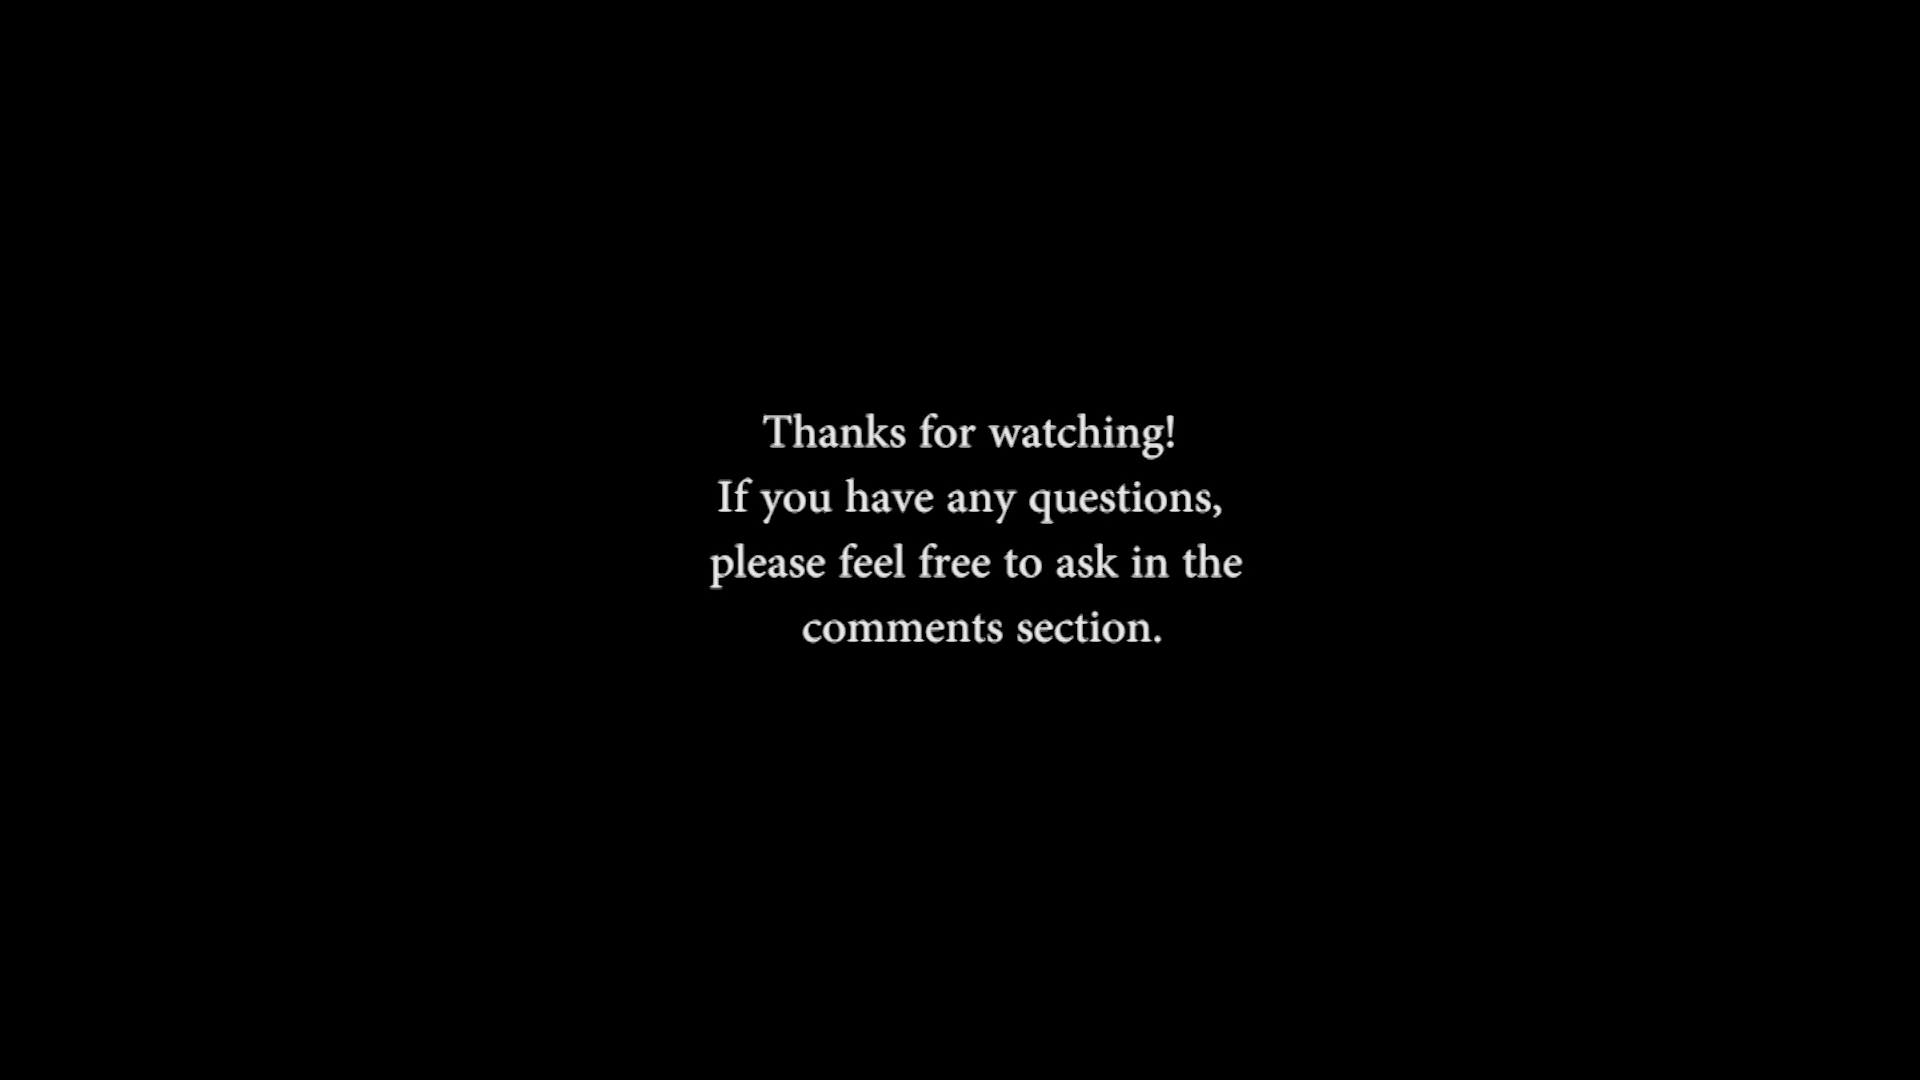 Thanks for watching!
If you have any questions,
please feel free to ask in the
comments section.